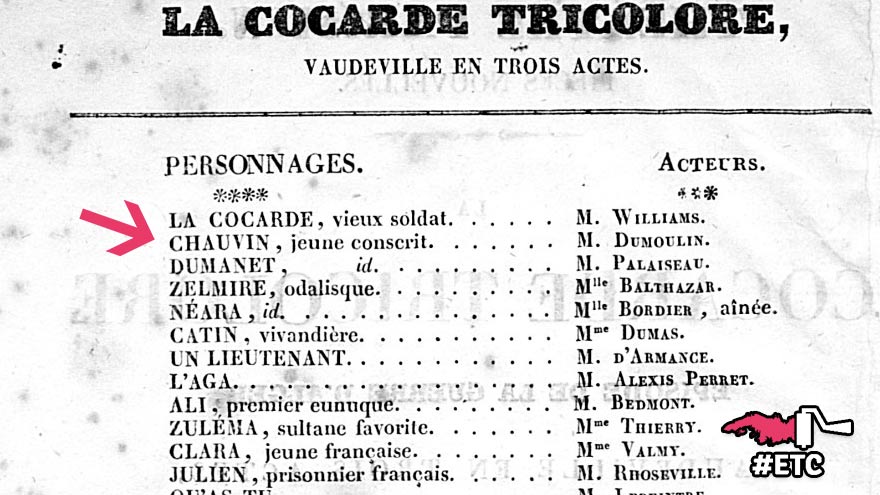 LA COCARDE TRICOLORE,
VAUDEVILLE EN TROIS ACTES.
PERSONNAGES. ACTEURS.
LA COCARDE, vieux soldat. . . . . . . M. WILLIAMS.
CHAUVIN, jeune conscrit. . . . . . . M. DUMOULIN.
DUMANET, id. . . . . . . . . . M. PALAISEAU.
ZELMIRE, odalisque. . . . . . . . . Mlle BALTHAZAR.
NÉARA, id. . . . . . . . . . . . . Mlle BORDIER, aînée.
CATIN, vivandière. . . . . . . . . . Mme DUMAS.
UN LIEUTENANT. . . . . . . . . . M. D'ARMANCE.
L'AGA. . . . . . . . . . . . . . . M. ALEXIS PERRET.
ALI, premier eunuque. . . . . . . . M. BEDMONT.
ZULÉMA, sultane favorite. . . . . . . Mme THIERRY.
CLARA, jeune française. . . . . . . . Mme VALMY.
JULIEN, prisonnier français. . . . . . M. RHOSEVILLE.
#ETC